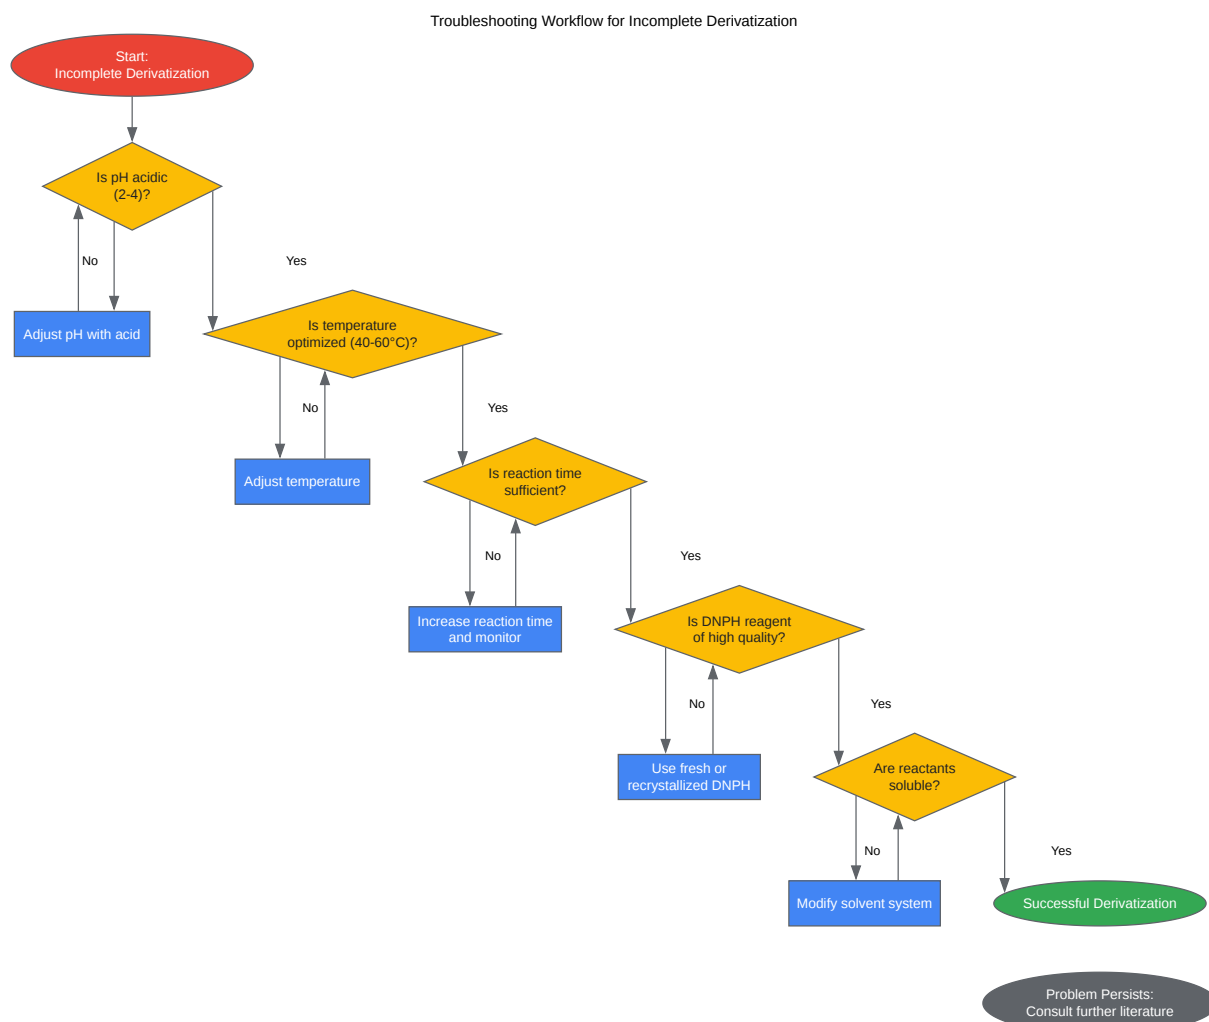 Troubleshooting Workflow for Incomplete Derivatization
Start:
Incomplete Derivatization
Is pH acidic
(2-4)?
No
Yes
Adjust pH with acid
Is temperature
optimized (40-60°C)?
No
Yes
Adjust temperature
Is reaction time
sufficient?
No
Yes
Increase reaction time
and monitor
Is DNPH reagent
of high quality?
No
Yes
Use fresh or
recrystallized DNPH
Are reactants
soluble?
No
Yes
Modify solvent system
Successful Derivatization
Problem Persists:
Consult further literature